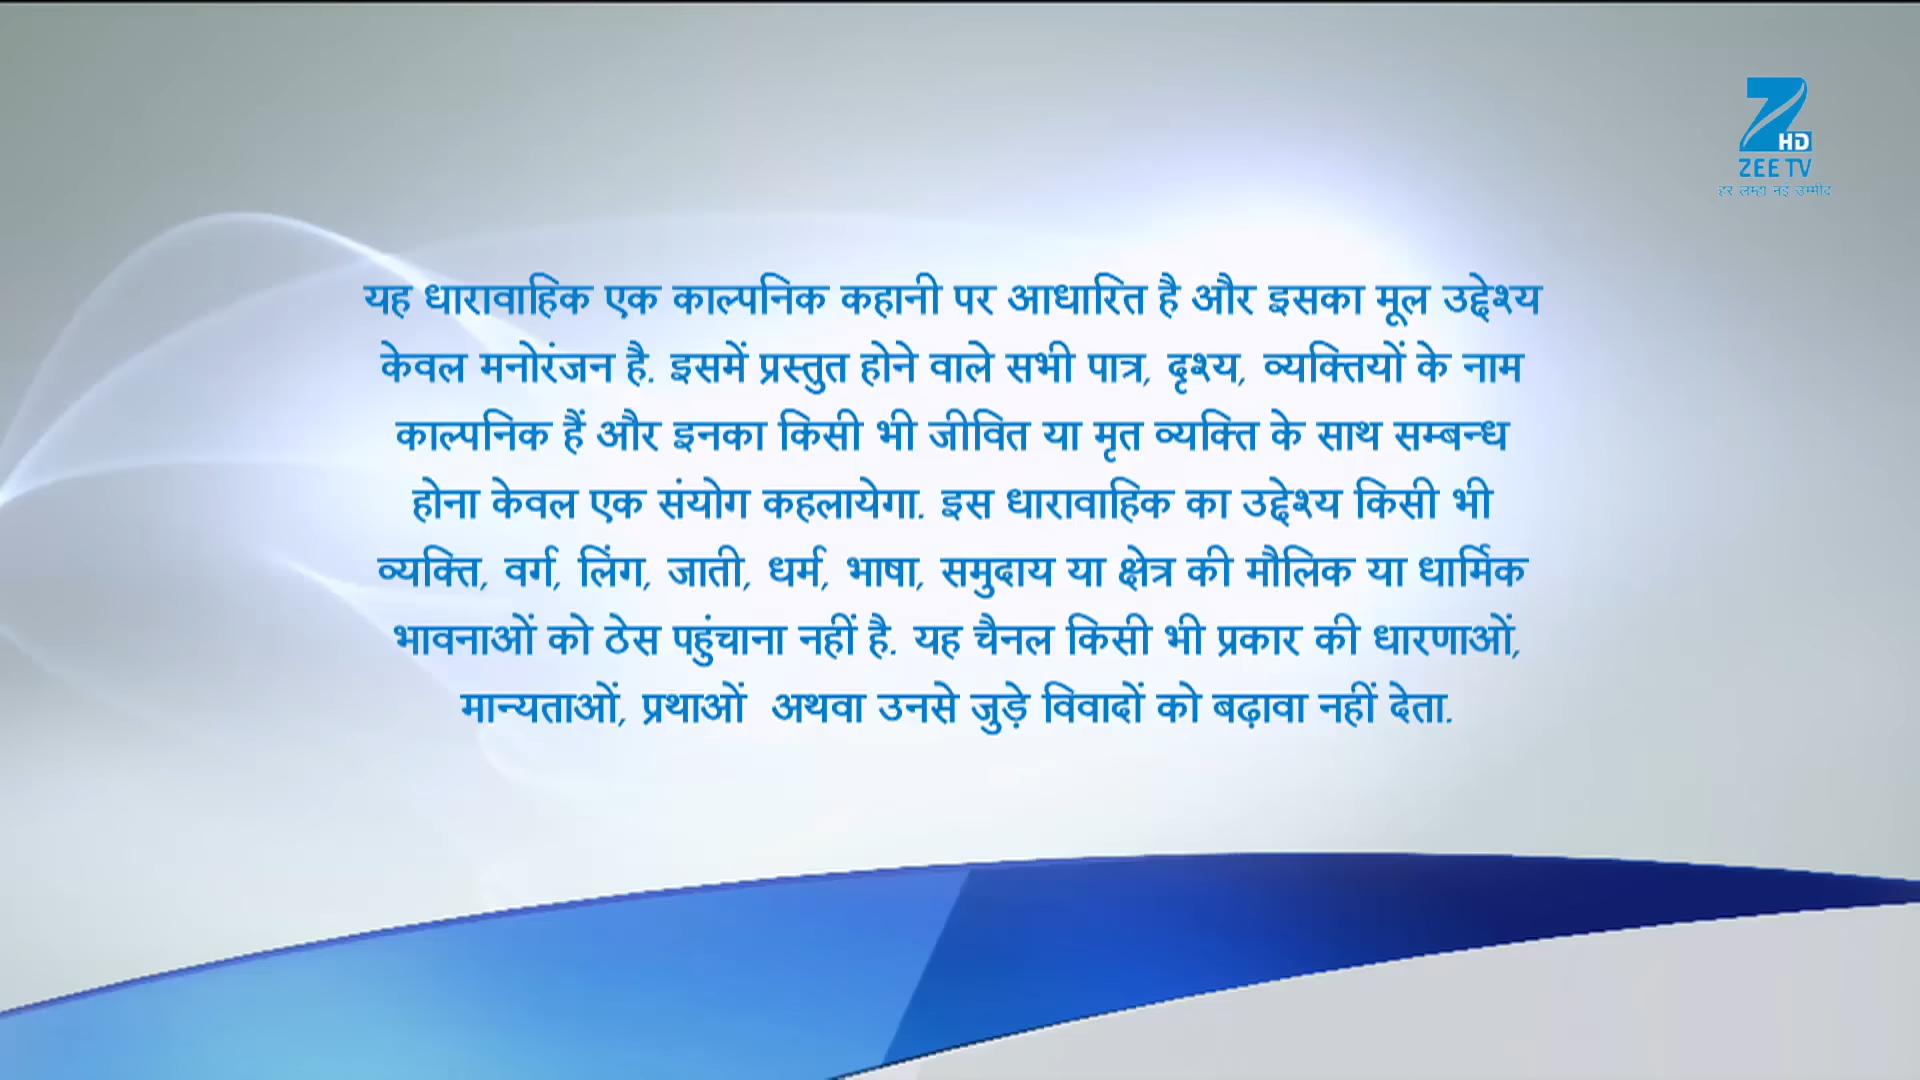 HD
ZEE TV
हर लम्हा नई उम्मीद
यह धारावाहिक एक काल्पनिक कहानी पर आधारित है और इसका मूल उद्देश्य
केवल मनोरंजन है. इसमें प्रस्तुत होने वाले सभी पात्र, दृश्य, व्यक्तियों के नाम
काल्पनिक हैं और इनका किसी भी जीवित या मृत व्यक्ति के साथ सम्बन्ध
होना केवल एक संयोग कहलायेगा. इस धारावाहिक का उद्देश्य किसी भी
व्यक्ति, वर्ग, लिंग, जाती, धर्म, भाषा, समुदाय या क्षेत्र की मौलिक या धार्मिक
भावनाओं को ठेस पहुंचाना नहीं है. यह चैनल किसी भी प्रकार की धारणाओं,
मान्यताओं, प्रथाओं अथवा उनसे जुड़े विवादों को बढ़ावा नहीं देता.